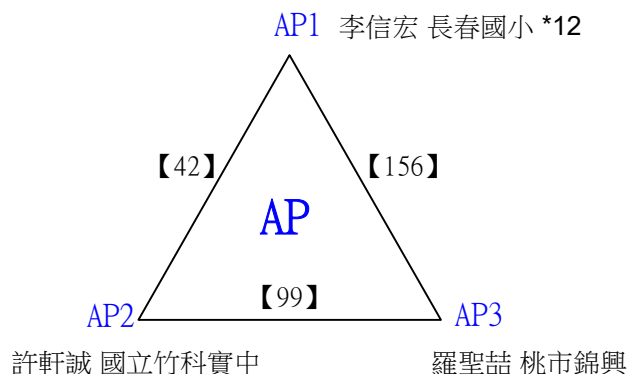 AP1 李信宏 長春國小 *12
【42】 【156】
AP
【99】
AP2 AP3
許軒誠 國立竹科實中 羅聖喆 桃市錦興